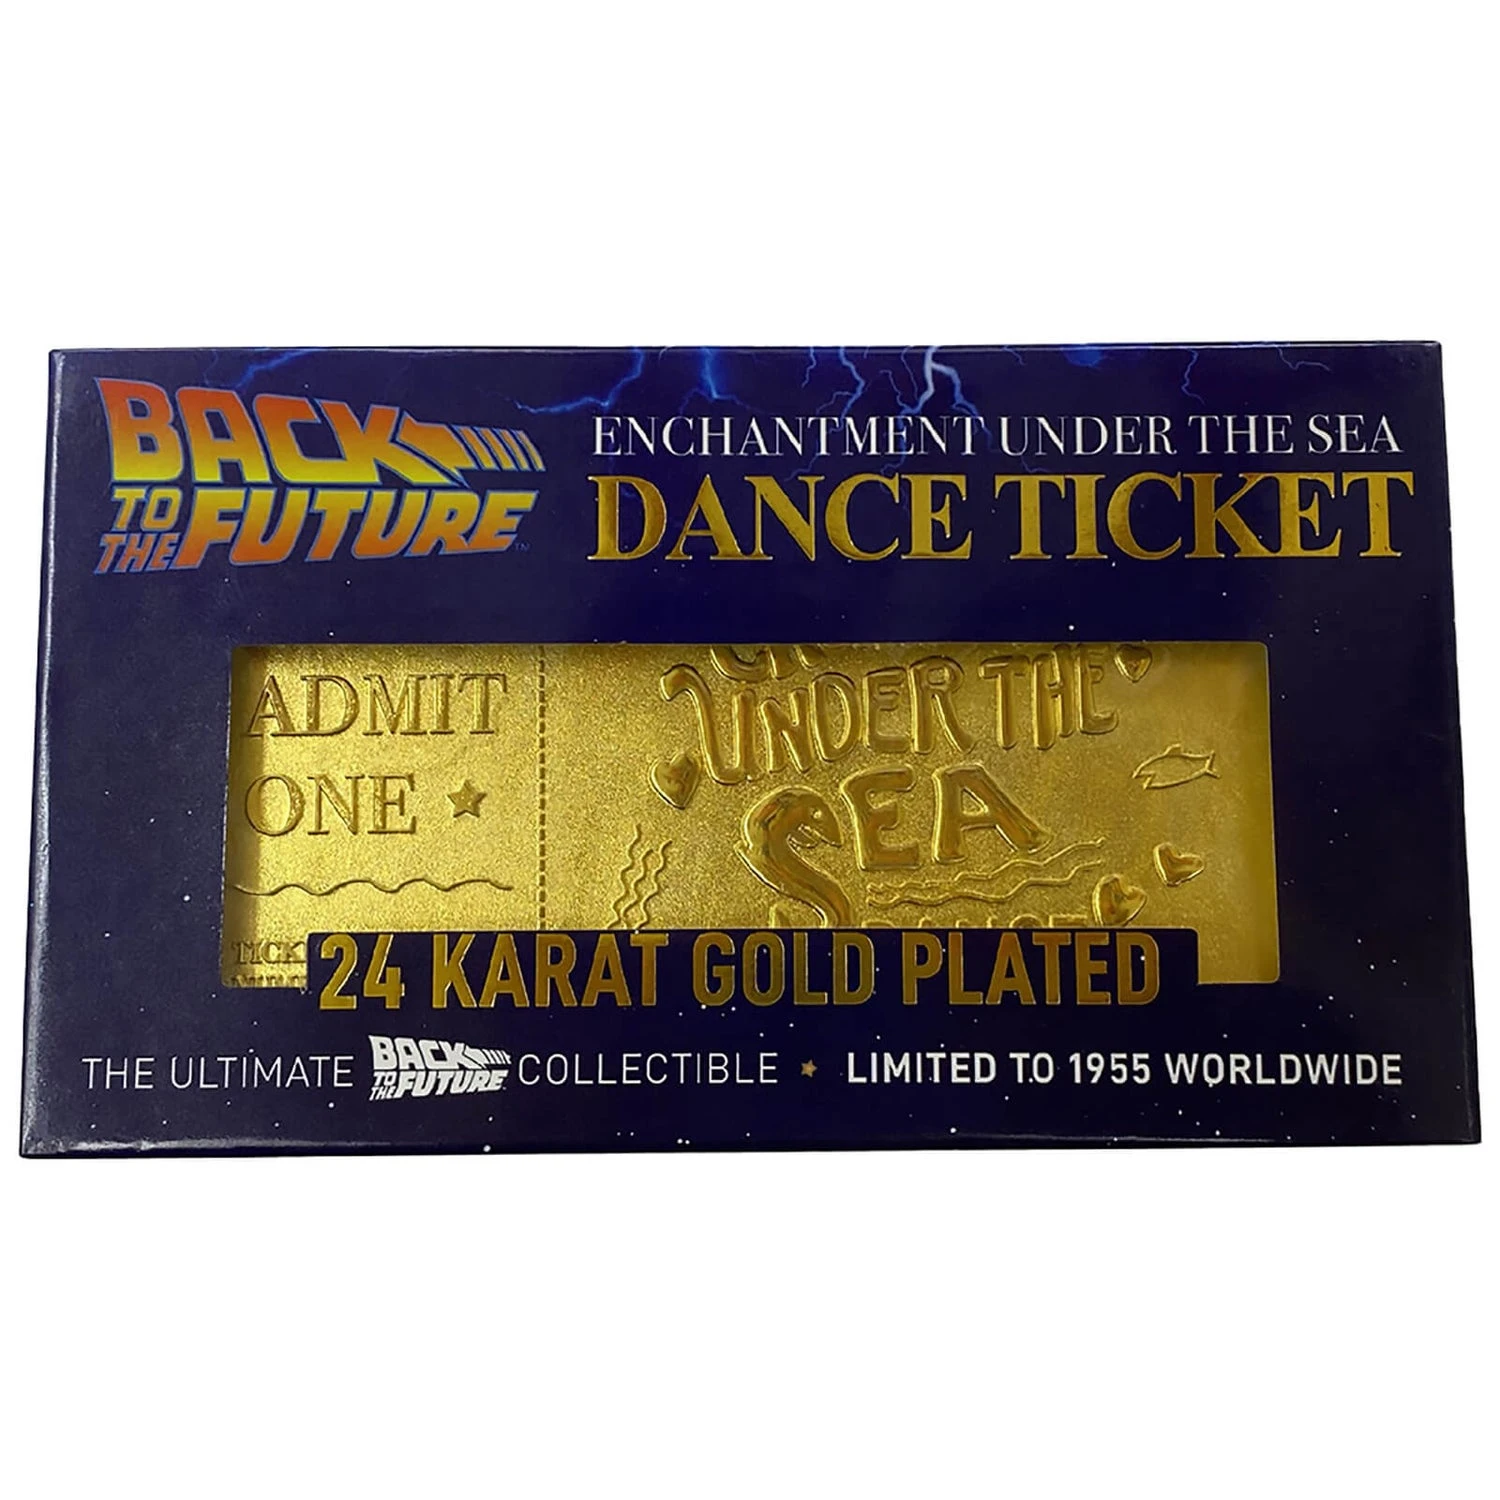 BACK
TO
THE FUTURE™
ENCHANTMENT UNDER THE SEA
DANCE TICKET
ADMIT
ONE
UNDER THE
SEA
24 KARAT GOLD PLATED
THE ULTIMATE BACK TO THE FUTURE COLLECTIBLE ★ LIMITED TO 1955 WORLDWIDE